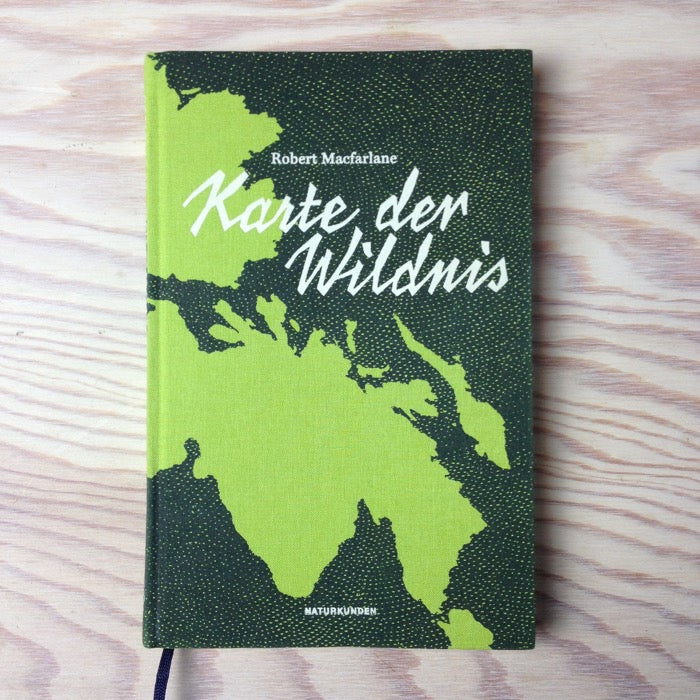 Robert Macfarlane
Karte der
Wildnis
NATURKUNDEN